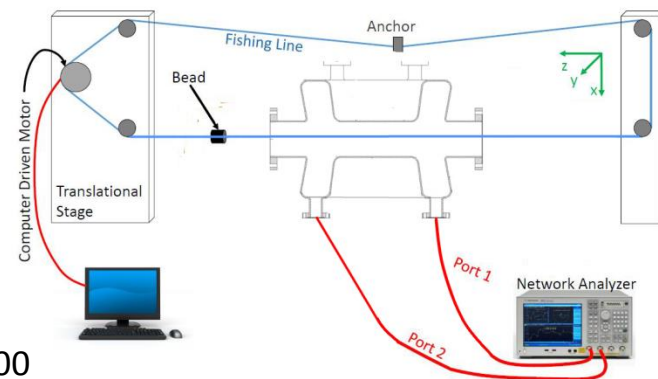 Anchor
Fishing Line
z
y
x
Bead
Computer Driven Motor
Translational
Stage
Port 1
Network Analyzer
Port 2
00